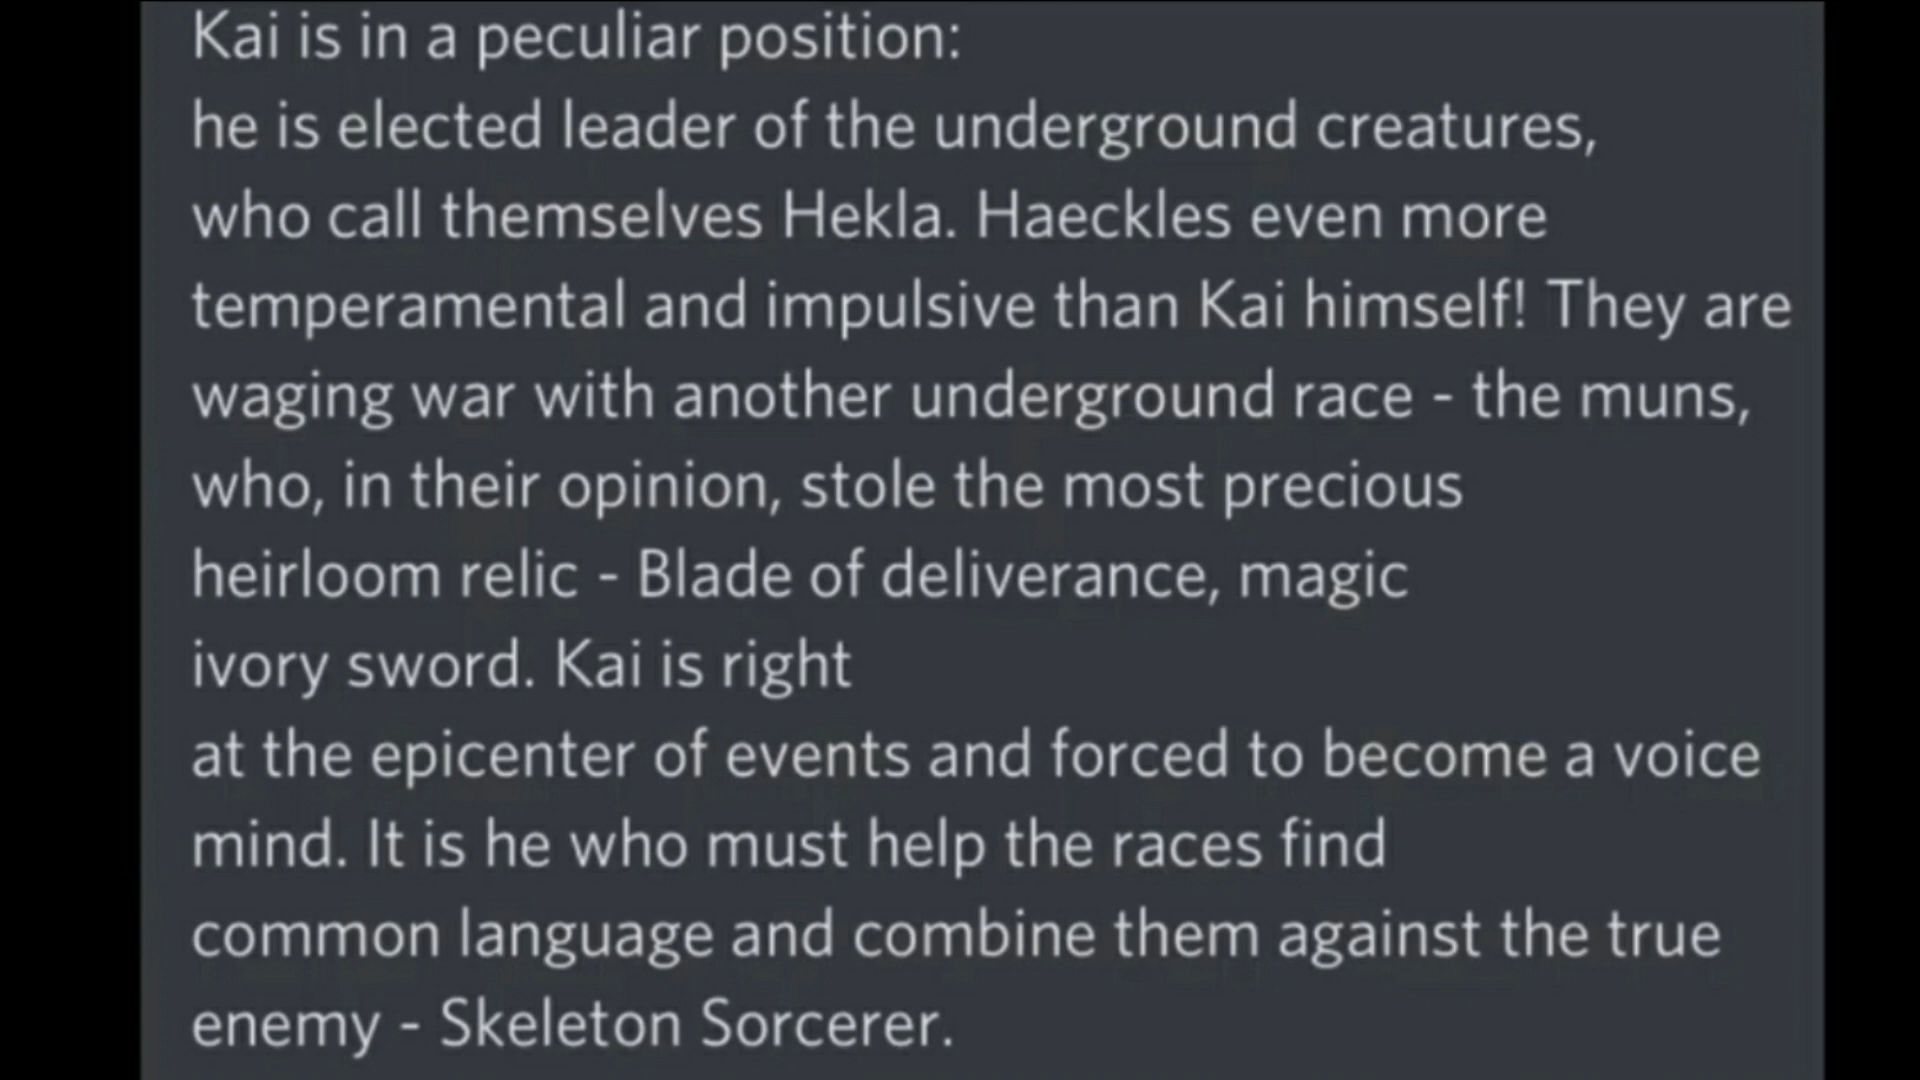 Kai is in a peculiar position:
he is elected leader of the underground creatures,
who call themselves Hekla. Haeckles even more
temperamental and impulsive than Kai himself! They are
waging war with another underground race - the muns,
who, in their opinion, stole the most precious
heirloom relic - Blade of deliverance, magic
ivory sword. Kai is right
at the epicenter of events and forced to become a voice
mind. It is he who must help the races find
common language and combine them against the true
enemy - Skeleton Sorcerer.